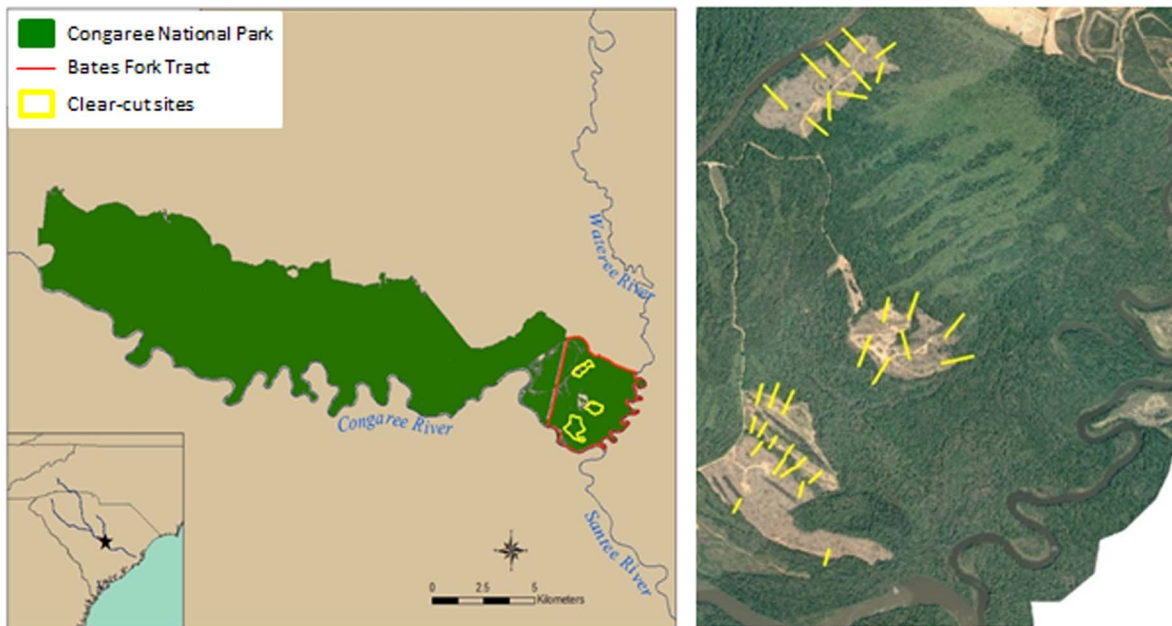 Congaree National Park
Bates Fork Tract
Clear-cut sites
Wateree River
Congaree River
Santee River
0 2.5 5
Kilometers